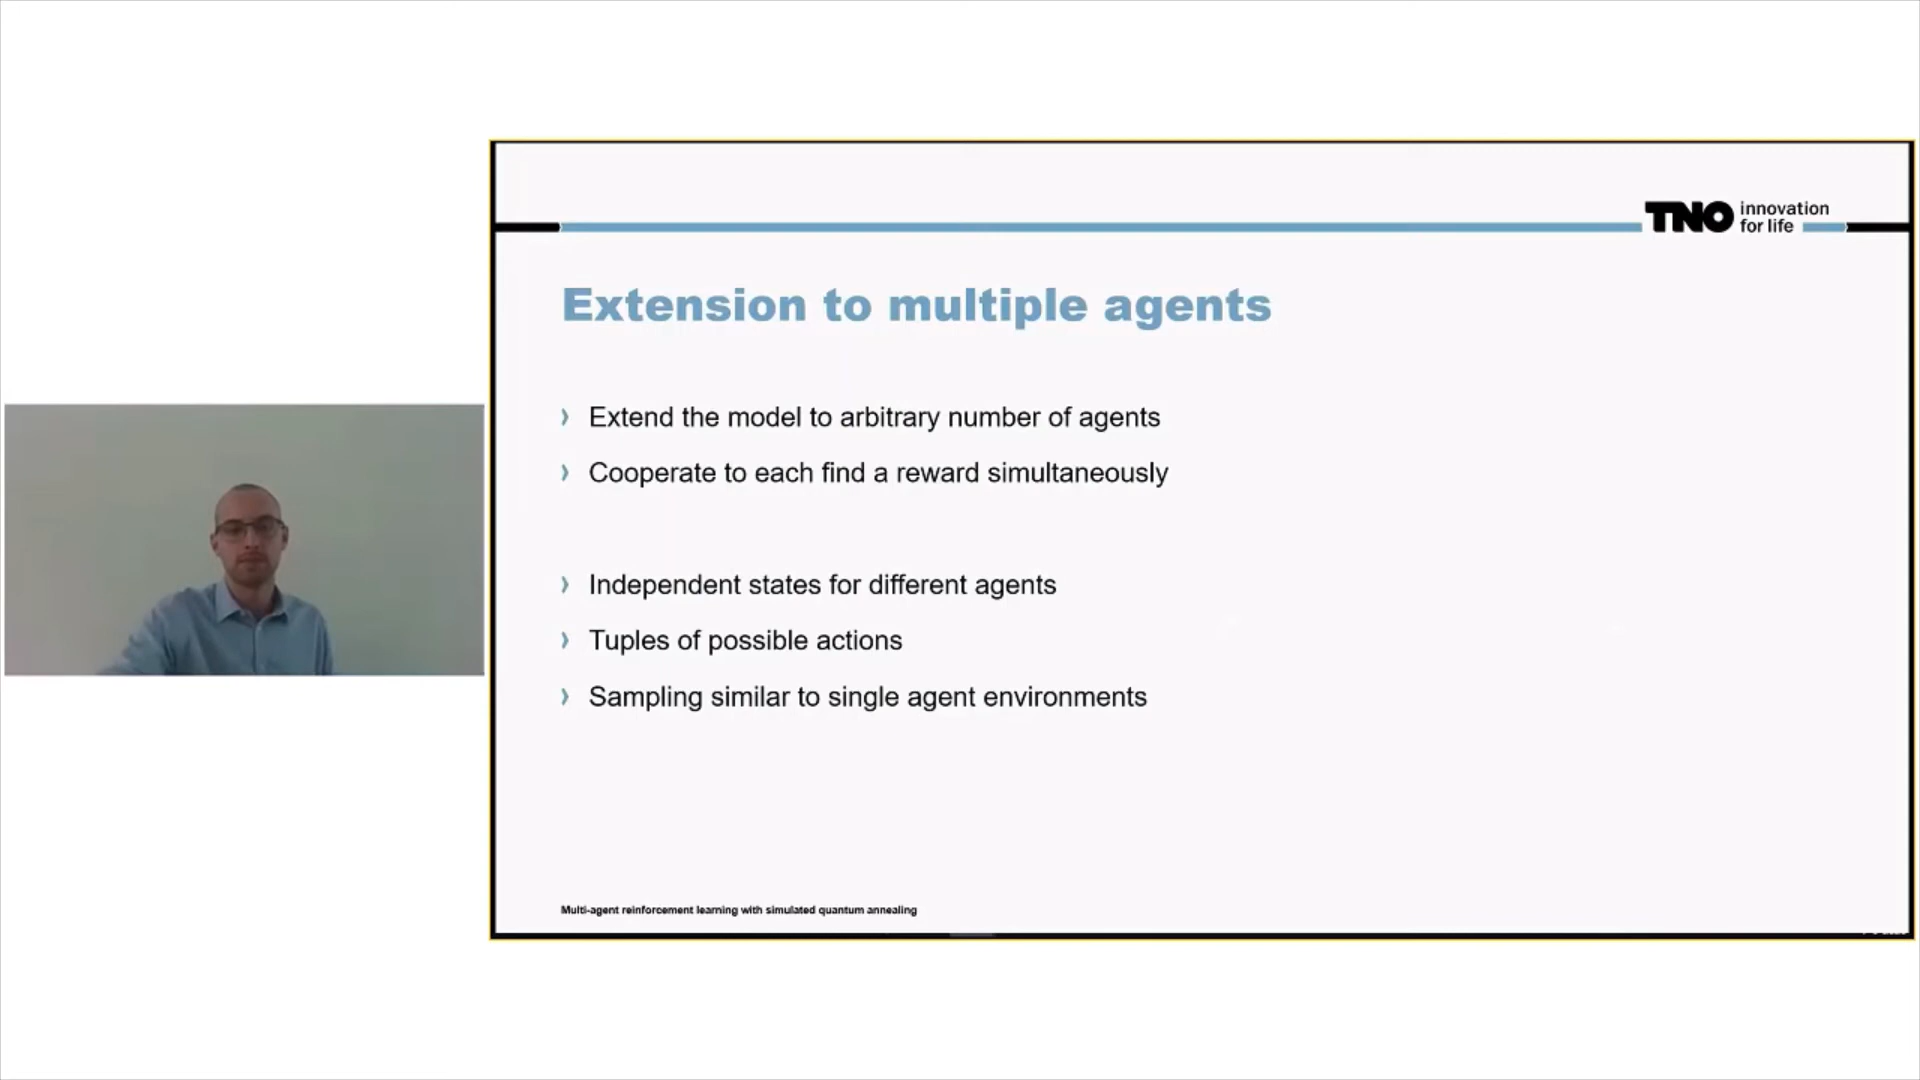 TNO innovation
for life
Extension to multiple agents
Extend the model to arbitrary number of agents
Cooperate to each find a reward simultaneously
Independent states for different agents
Tuples of possible actions
Sampling similar to single agent environments
Multi-agent reinforcement learning with simulated quantum annealing